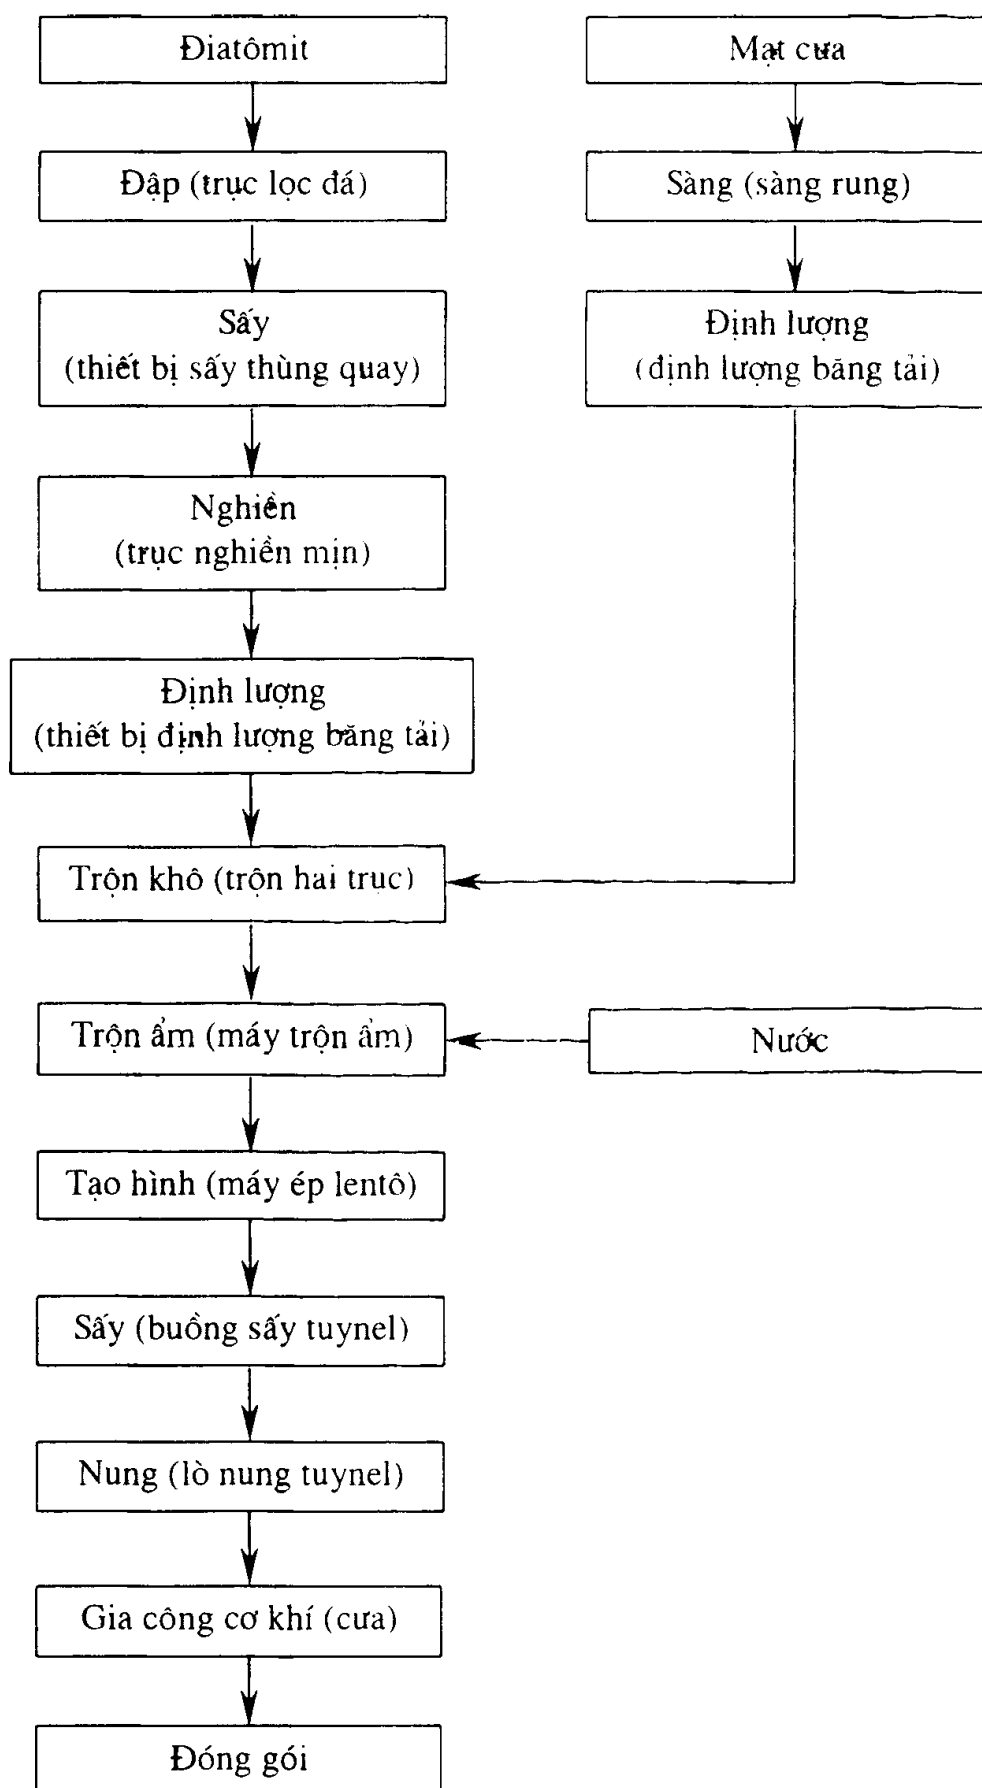 Điatômit
Đập (trục lọc đá)
Sấy
(thiết bị sấy thùng quay)
Nghiền
(trục nghiền mịn)
Định lượng
(thiết bị định lượng băng tải)
Mạt cưa
Sàng (sàng rung)
Định lượng
(định lượng băng tải)
Trộn khô (trộn hai trục)
Trộn ẩm (máy trộn ẩm)
Nước
Tạo hình (máy ép lentô)
Sấy (buồng sấy tuynel)
Nung (lò nung tuynel)
Gia công cơ khí (cưa)
Đóng gói